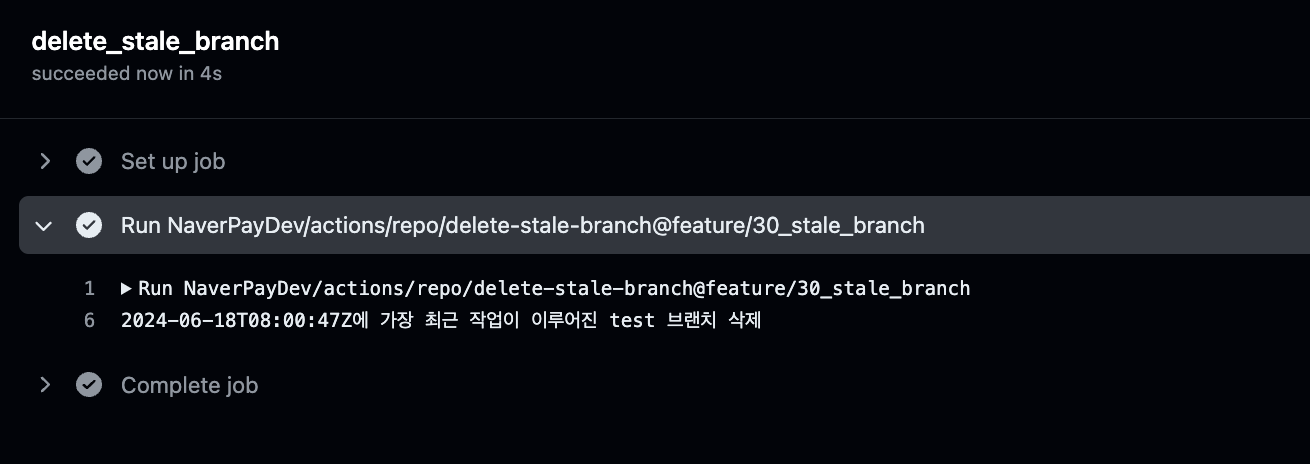 delete_stale_branch
succeeded now in 4s
Set up job
Run NaverPayDev/actions/repo/delete-stale-branch@feature/30_stale_branch
1 ▶ Run NaverPayDev/actions/repo/delete-stale-branch@feature/30_stale_branch
6 2024-06-18T08:00:47Z에 가장 최근 작업이 이루어진 test 브랜치 삭제
Complete job